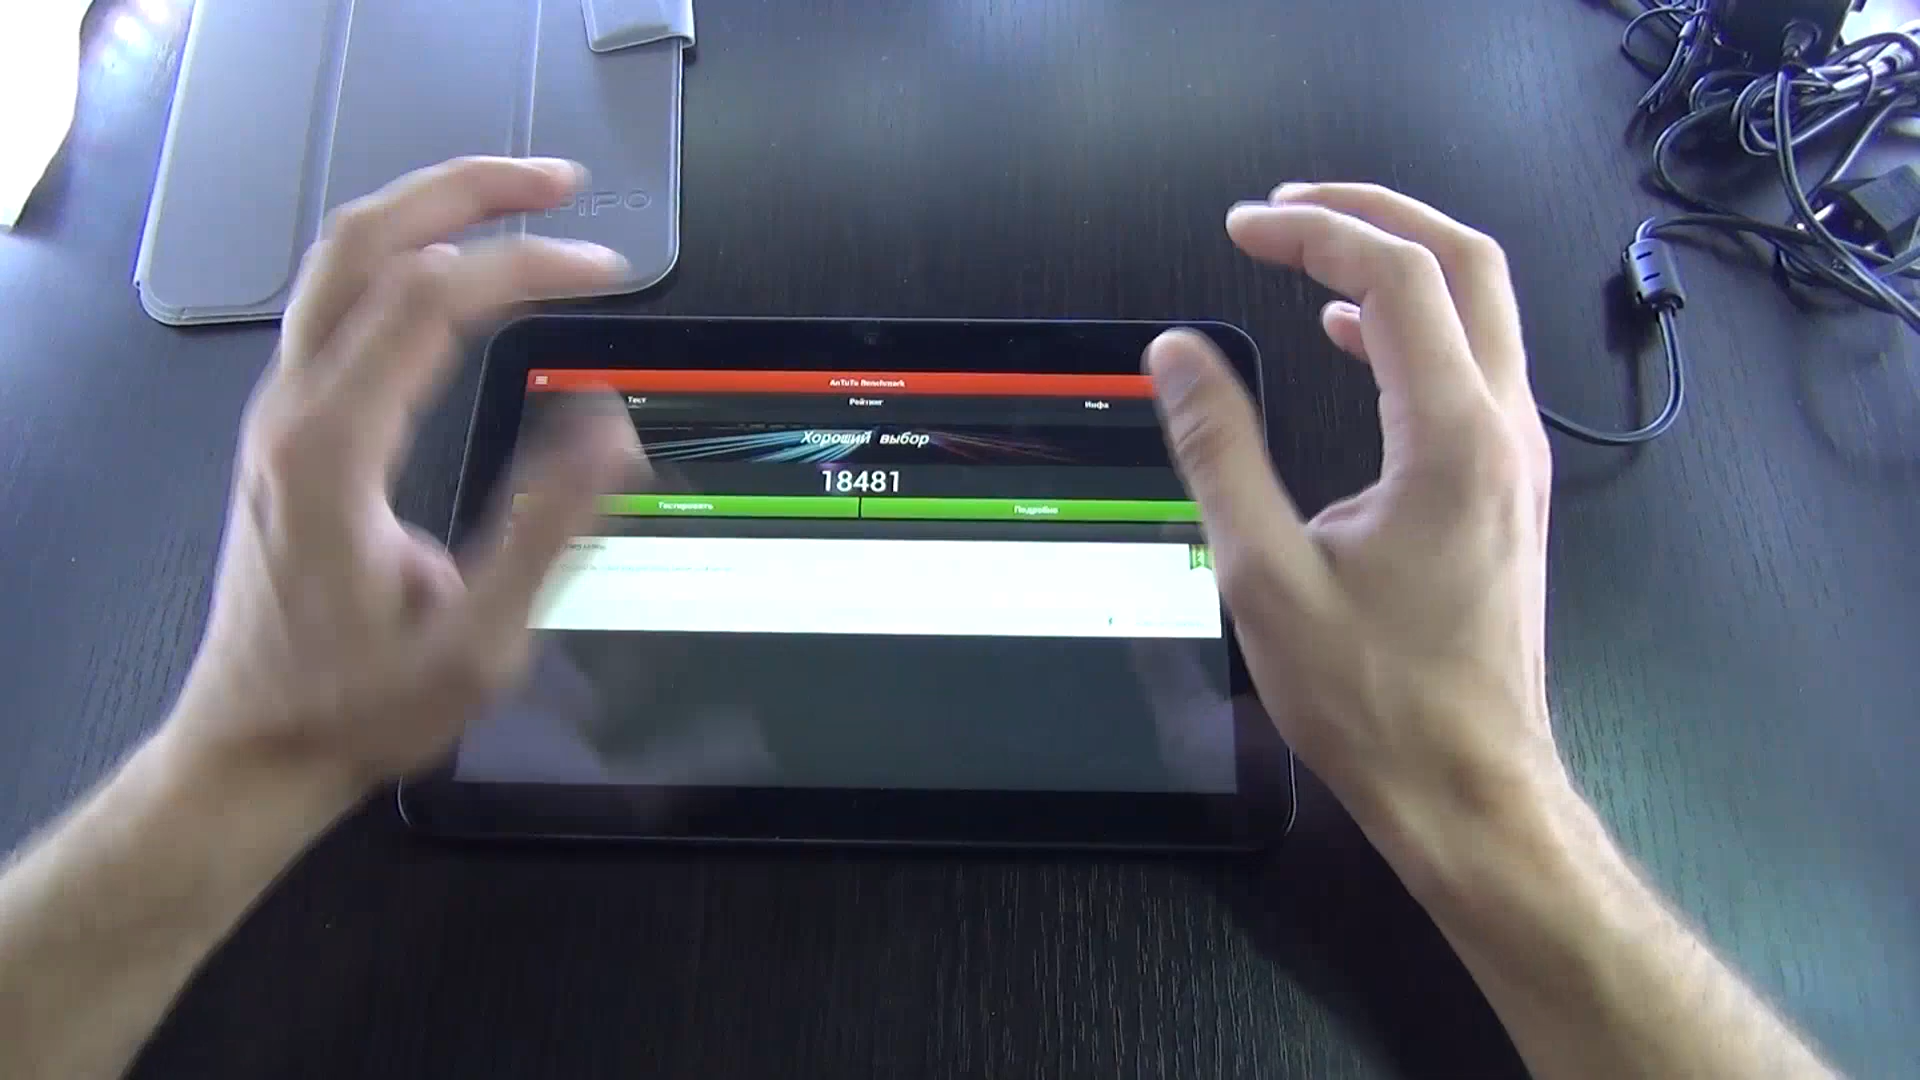 PiPO
AnTuTu Benchmark
Тест Рейтинг Инфа
Хороший выбор
18481
Тестировать Подробно